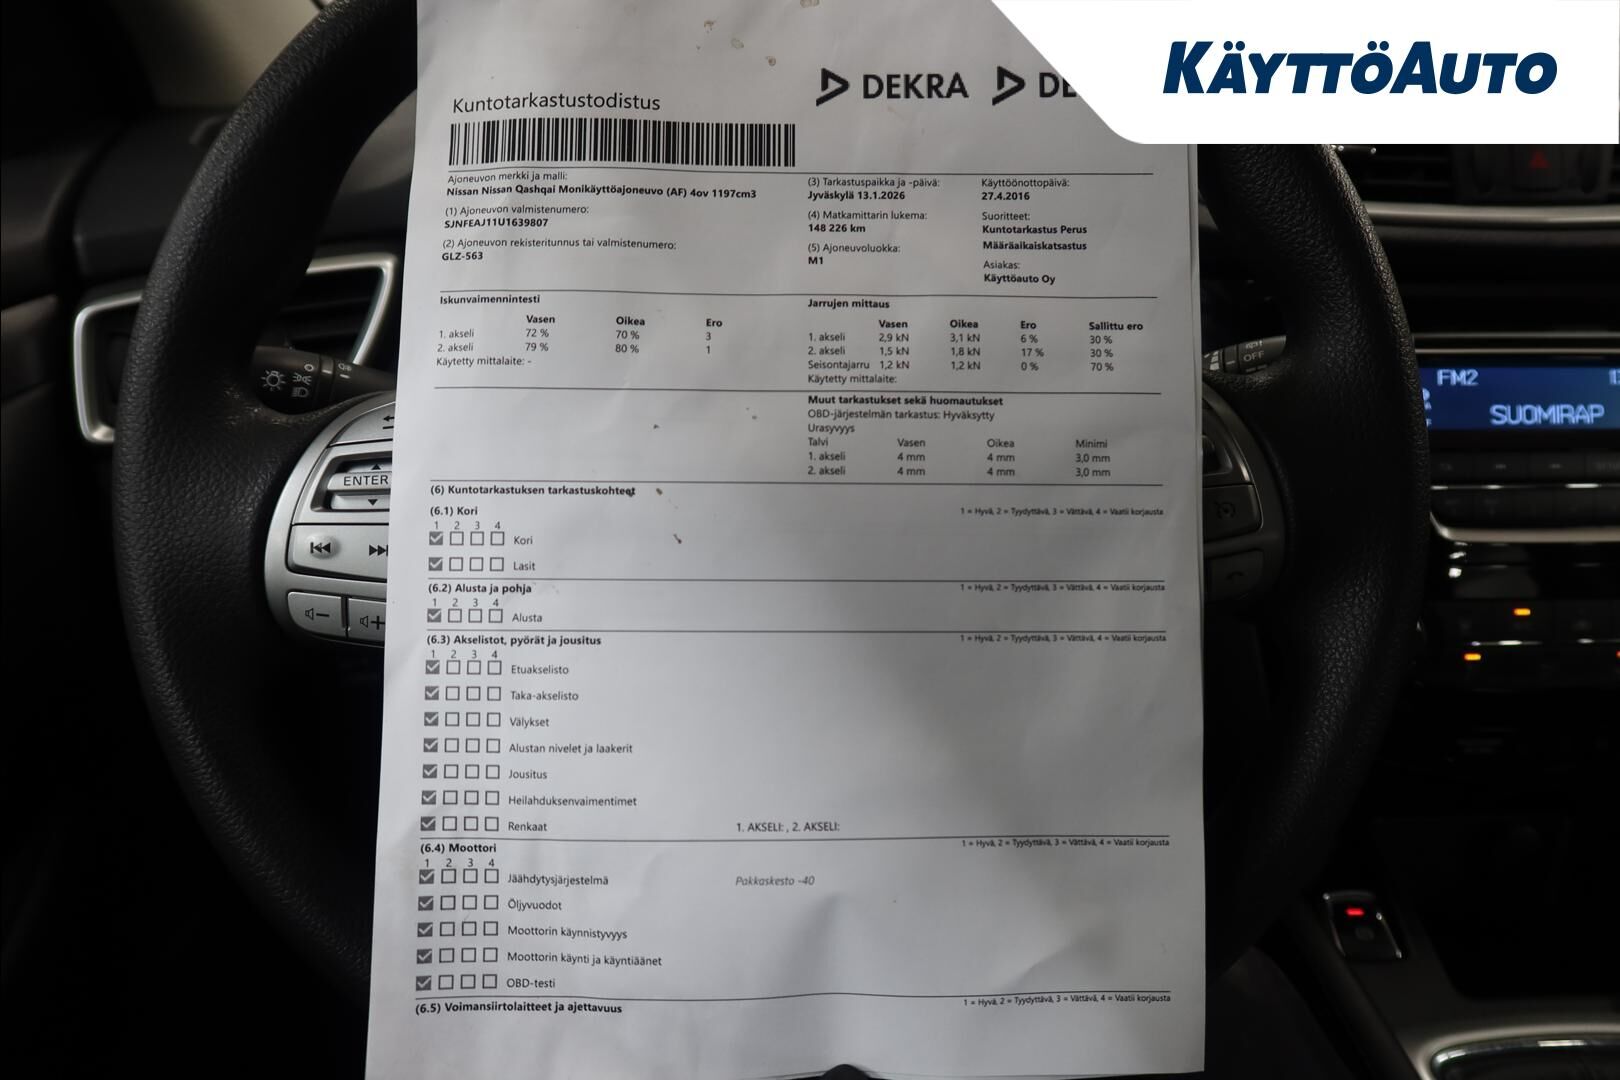 KÄYTTÖAUTO
DEKRA DE
Kuntotarkastustodistus
Ajoneuvon merkki ja malli:
Nissan Nissan Qashqai Monikäyttöajoneuvo (AF) 4ov 1197cm3
(1) Ajoneuvon valmistenumero:
SJNFEAJ11U1639807
(2) Ajoneuvon rekisteritunnus tai valmistenumero:
GLZ-563
(3) Tarkastuspaikka ja -päivä:
Jyväskylä 13.1.2026
(4) Matkamittarin lukema:
148 226 km
(5) Ajoneuvoluokka:
M1
Käyttöönottopäivä:
27.4.2016
Suoritteet:
Kuntotarkastus Perus
Määräaikaiskatsastus
Asiakas:
Käyttöauto Oy
Iskunvaimennintesti
Vasen Oikea Ero
1. akseli 72 % 70 % 3
2. akseli 79 % 80 % 1
Käytetty mittalaite: -
Jarrujen mittaus
Vasen Oikea Ero Sallittu ero
1. akseli 2,9 kN 3,1 kN 6 % 30 %
2. akseli 1,5 kN 1,8 kN 17 % 30 %
Seisontajarru 1,2 kN 1,2 kN 0 % 70 %
Käytetty mittalaite:
Muut tarkastukset sekä huomautukset
OBD-järjestelmän tarkastus: Hyväksytty
Urasyvyys
Talvi Vasen Oikea Minimi
1. akseli 4 mm 4 mm 3,0 mm
2. akseli 4 mm 4 mm 3,0 mm
(6) Kuntotarkastuksen tarkastuskohteet
(6.1) Kori 1 = Hyvä, 2 = Tyydyttävä, 3 = Välttävä, 4 = Vaatii korjausta
1 2 3 4
Kori
Lasit
(6.2) Alusta ja pohja 1 = Hyvä, 2 = Tyydyttävä, 3 = Välttävä, 4 = Vaatii korjausta
1 2 3 4
Alusta
(6.3) Akselistot, pyörät ja jousitus 1 = Hyvä, 2 = Tyydyttävä, 3 = Välttävä, 4 = Vaatii korjausta
1 2 3 4
Etuakselisto
Taka-akselisto
Välykset
Alustan nivelet ja laakerit
Jousitus
Heilahduksenvaimentimet
Renkaat 1. AKSELI: , 2. AKSELI:
(6.4) Moottori 1 = Hyvä, 2 = Tyydyttävä, 3 = Välttävä, 4 = Vaatii korjausta
1 2 3 4
Jäähdytysjärjestelmä Pakkaskesto -40
Öljyvuodot
Moottorin käynnistyvyys
Moottorin käynti ja käyntiäänet
OBD-testi
(6.5) Voimansiirtolaitteet ja ajettavuus 1 = Hyvä, 2 = Tyydyttävä, 3 = Välttävä, 4 = Vaatii korjausta
ENTER
OFF
FM2
SUOMIRAP